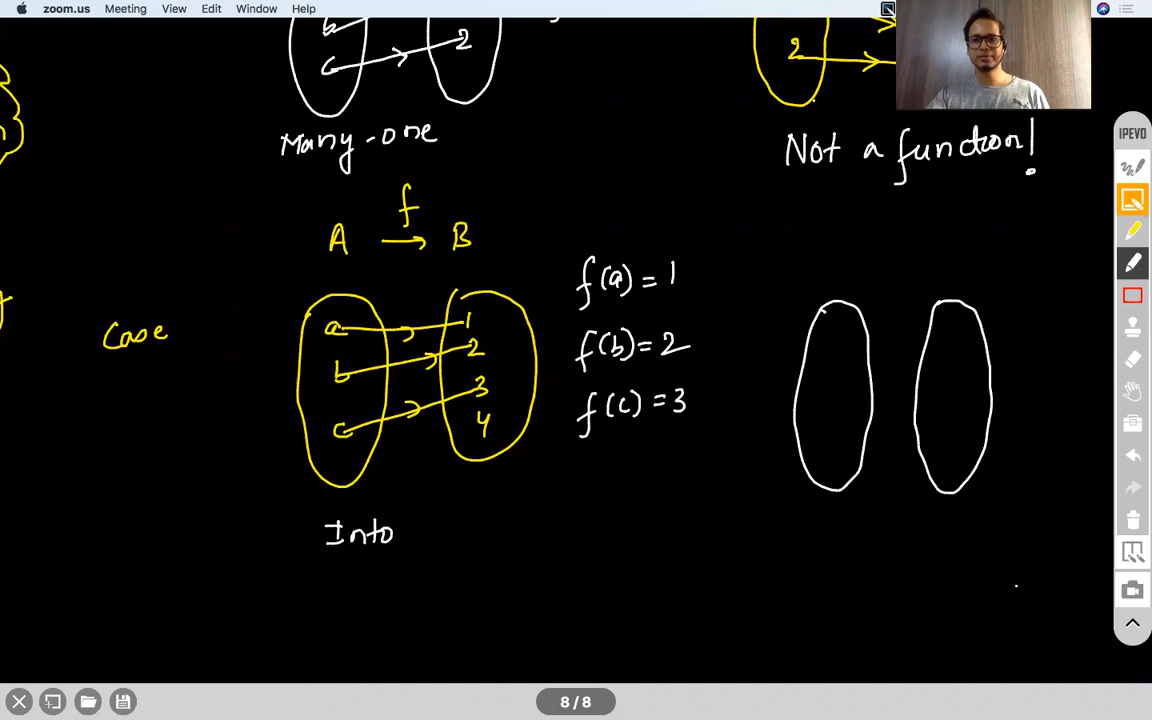 zoom.us Meeting View Edit Window Help
b
c
2
2
Many-one
Not a function!
IPEVO
f
A → B
Case
a
b
c
1
2
3
4
f(a) = 1
f(b) = 2
f(c) = 3
Into
8 / 8